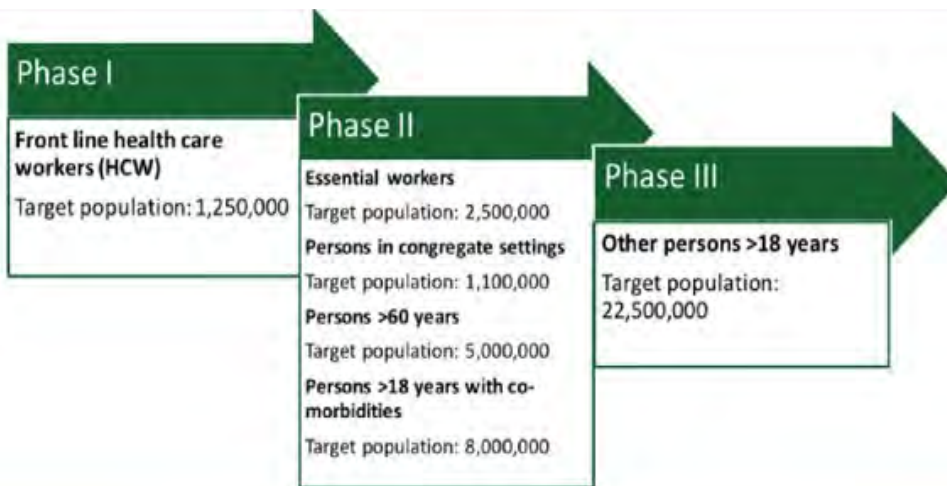 Phase I
Front line health care
workers (HCW)
Target population: 1,250,000
Phase II
Essential workers
Target population: 2,500,000
Persons in congregate settings
Target population: 1,100,000
Persons >60 years
Target population: 5,000,000
Persons >18 years with co-
morbidities
Target population: 8,000,000
Phase III
Other persons >18 years
Target population:
22,500,000